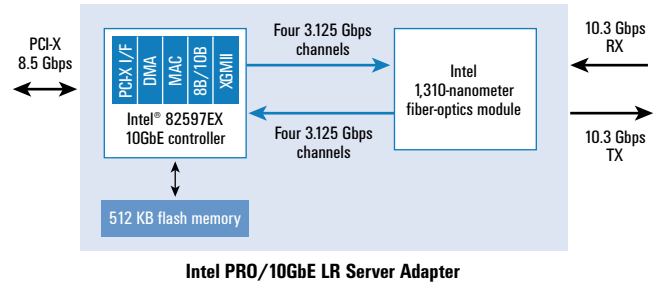 PCI-X
8.5 Gbps
PCI-X I/F
DMA
MAC
8B/10B
XGMII
Intel® 82597EX
10GbE controller
512 KB flash memory
Four 3.125 Gbps
channels
Four 3.125 Gbps
channels
Intel
1,310-nanometer
fiber-optics module
10.3 Gbps
RX
10.3 Gbps
TX
Intel PRO/10GbE LR Server Adapter